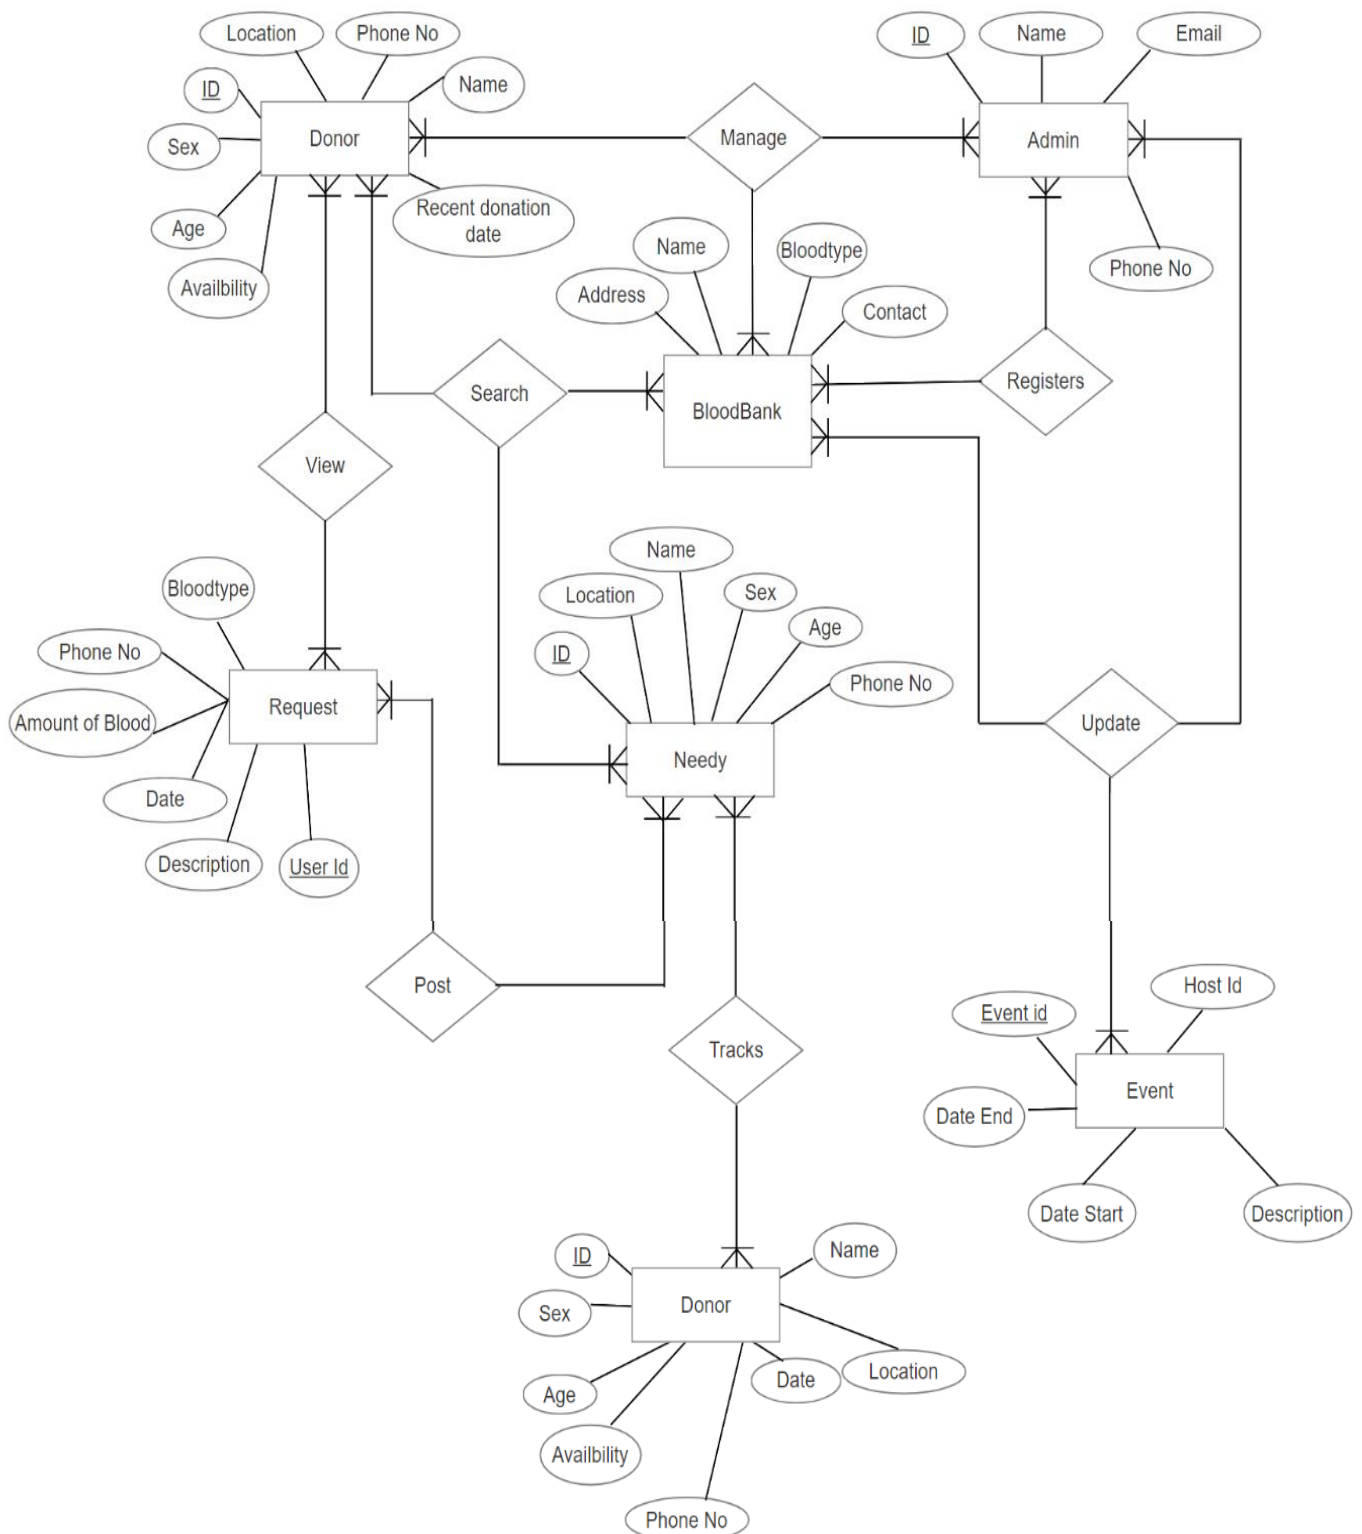 Location
Phone No
ID
Name
Sex
Donor
Age
Recent donation
date
Availbility
Manage
ID
Name
Email
Admin
Phone No
Name
Bloodtype
Address
Contact
Search
BloodBank
Registers
View
Bloodtype
Phone No
Amount of Blood
Request
Date
Description
User Id
Name
Location
Sex
Age
ID
Phone No
Needy
Update
Post
Tracks
Event id
Host Id
Date End
Event
Date Start
Description
ID
Name
Sex
Donor
Age
Date
Location
Availbility
Phone No